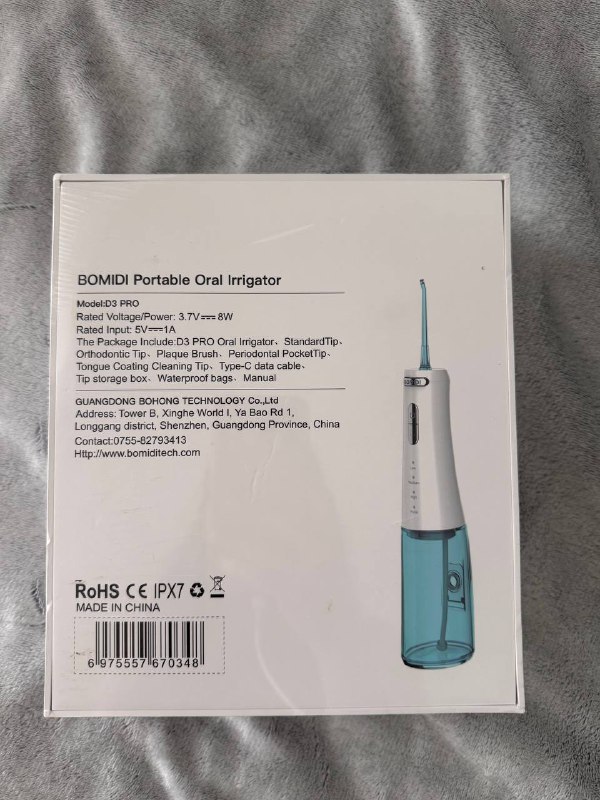 BOMIDI Portable Oral Irrigator
Model:D3 PRO
Rated Voltage/Power: 3.7V⎓8W
Rated Input: 5V⎓1A
The Package Include:D3 PRO Oral Irrigator、StandardTip、
Orthodontic Tip、Plaque Brush、Periodontal PocketTip、
Tongue Coating Cleaning Tip、Type-C data cable、
Tip storage box、Waterproof bags、Manual
GUANGDONG BOHONG TECHNOLOGY Co.,Ltd
Address: Tower B, Xinghe World I, Ya Bao Rd 1,
Longgang district, Shenzhen, Guangdong Province, China
Contact:0755-82793413
Http://www.bomiditech.com
RoHS CE IPX7
MADE IN CHINA
6 975557 670348